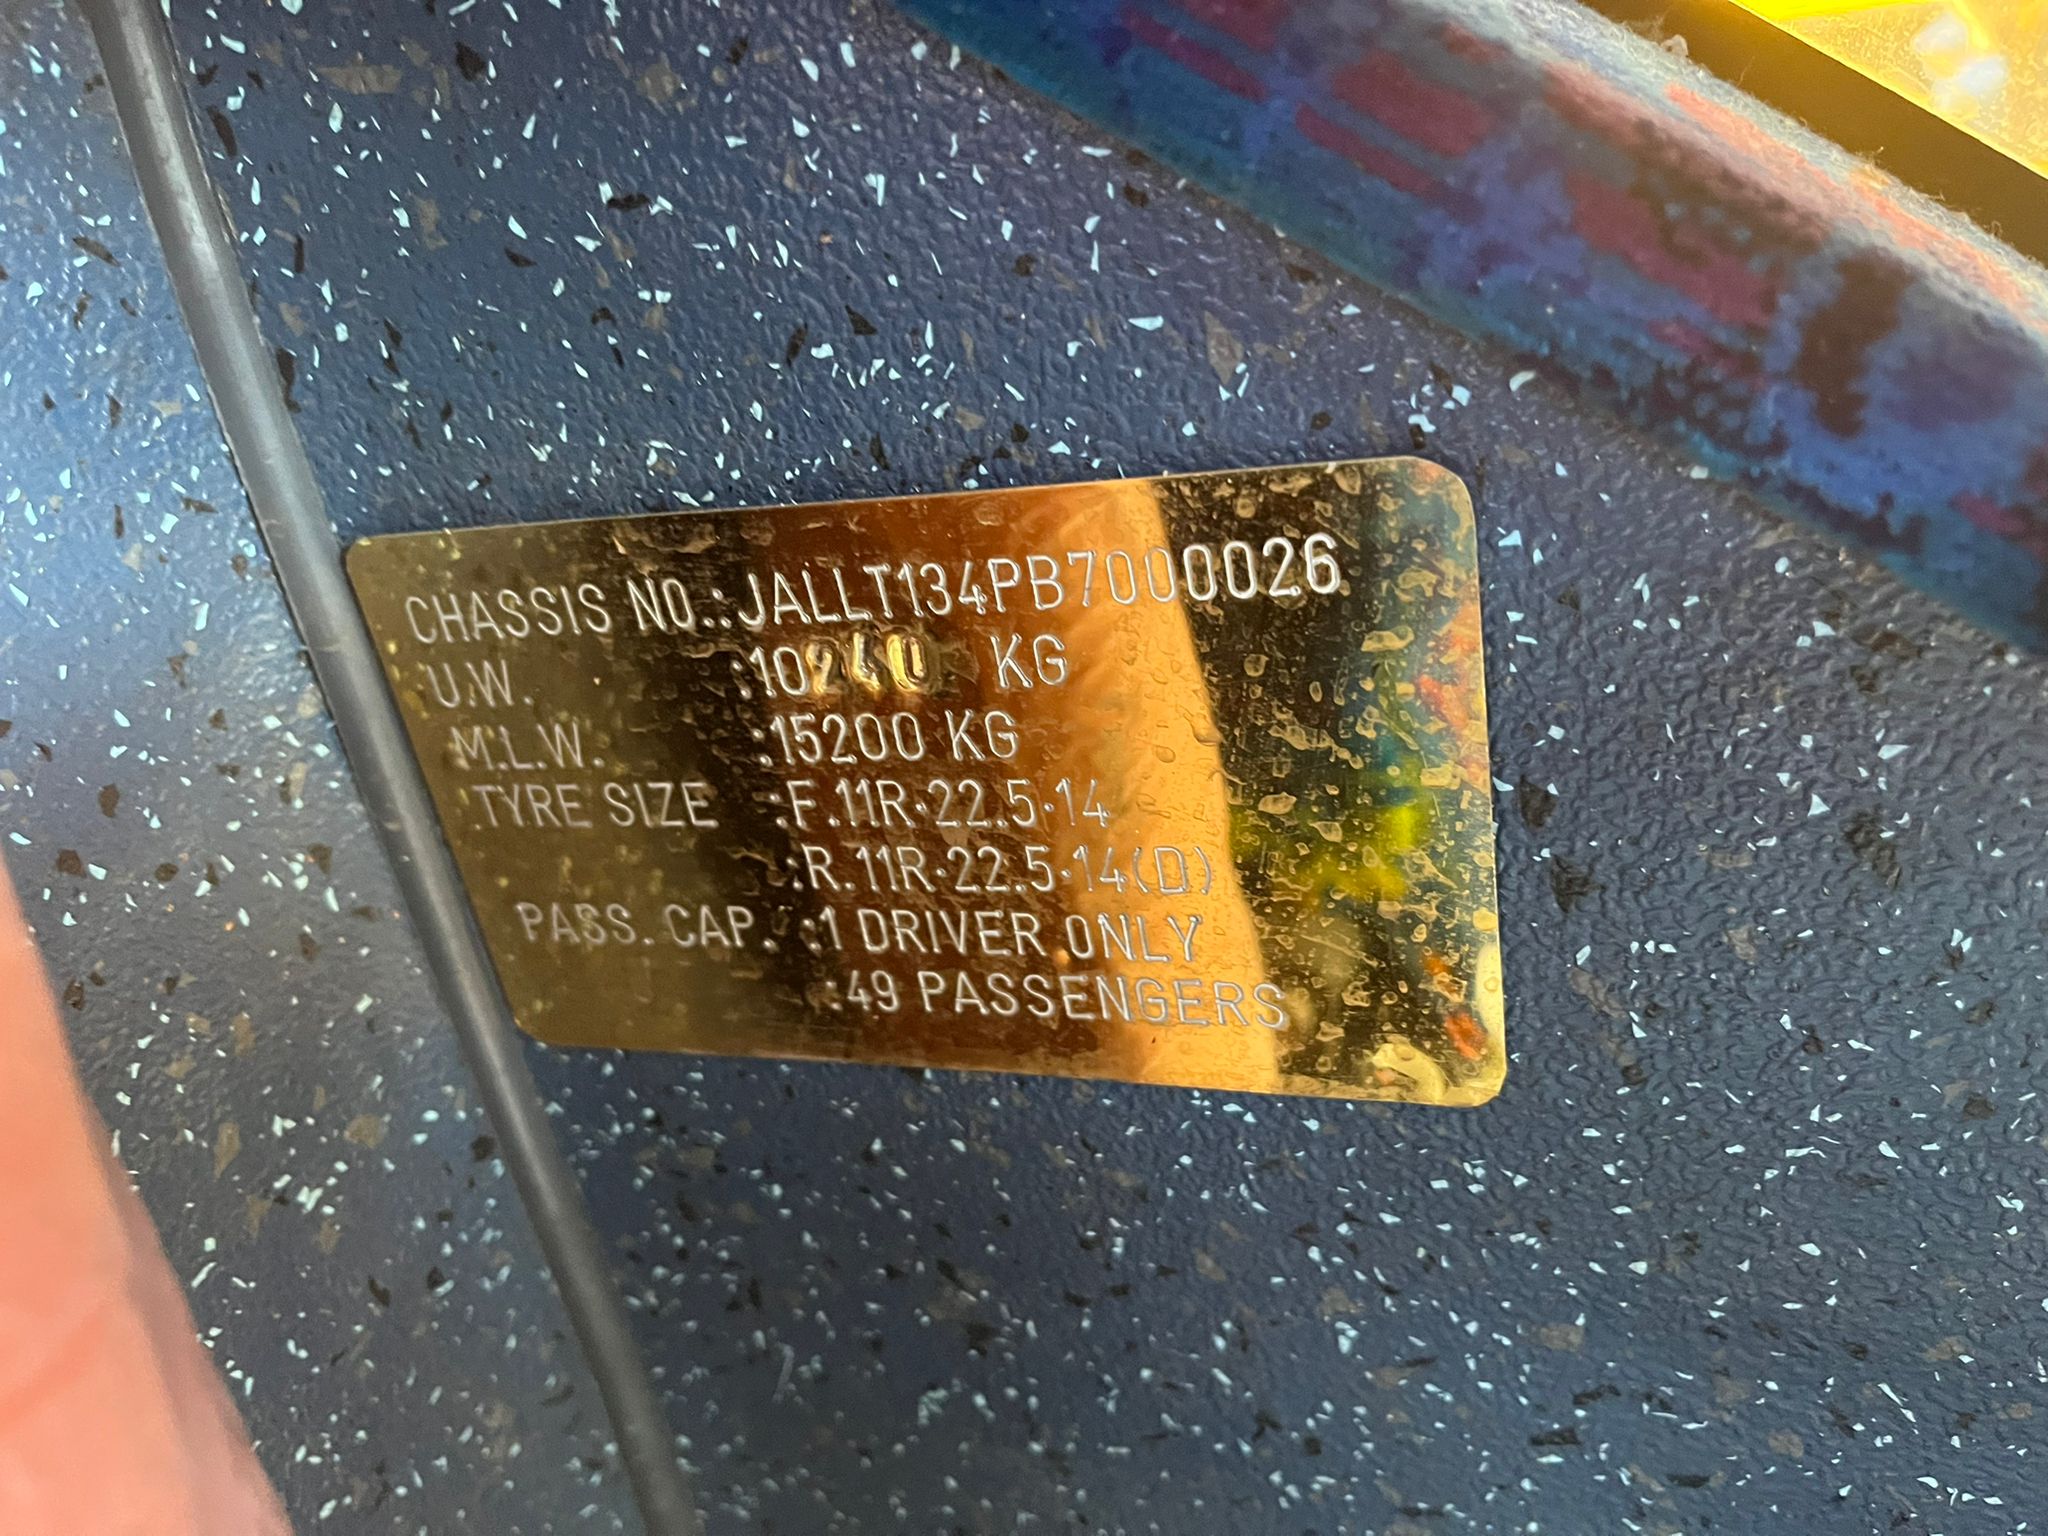 CHASSIS NO.:JALLT134PB7000026
U.W. :10240 KG
M.L.W. :15200 KG
TYRE SIZE :F.11R·22.5·14
:R.11R·22.5·14(D)
PASS. CAP. :1 DRIVER ONLY
:49 PASSENGERS